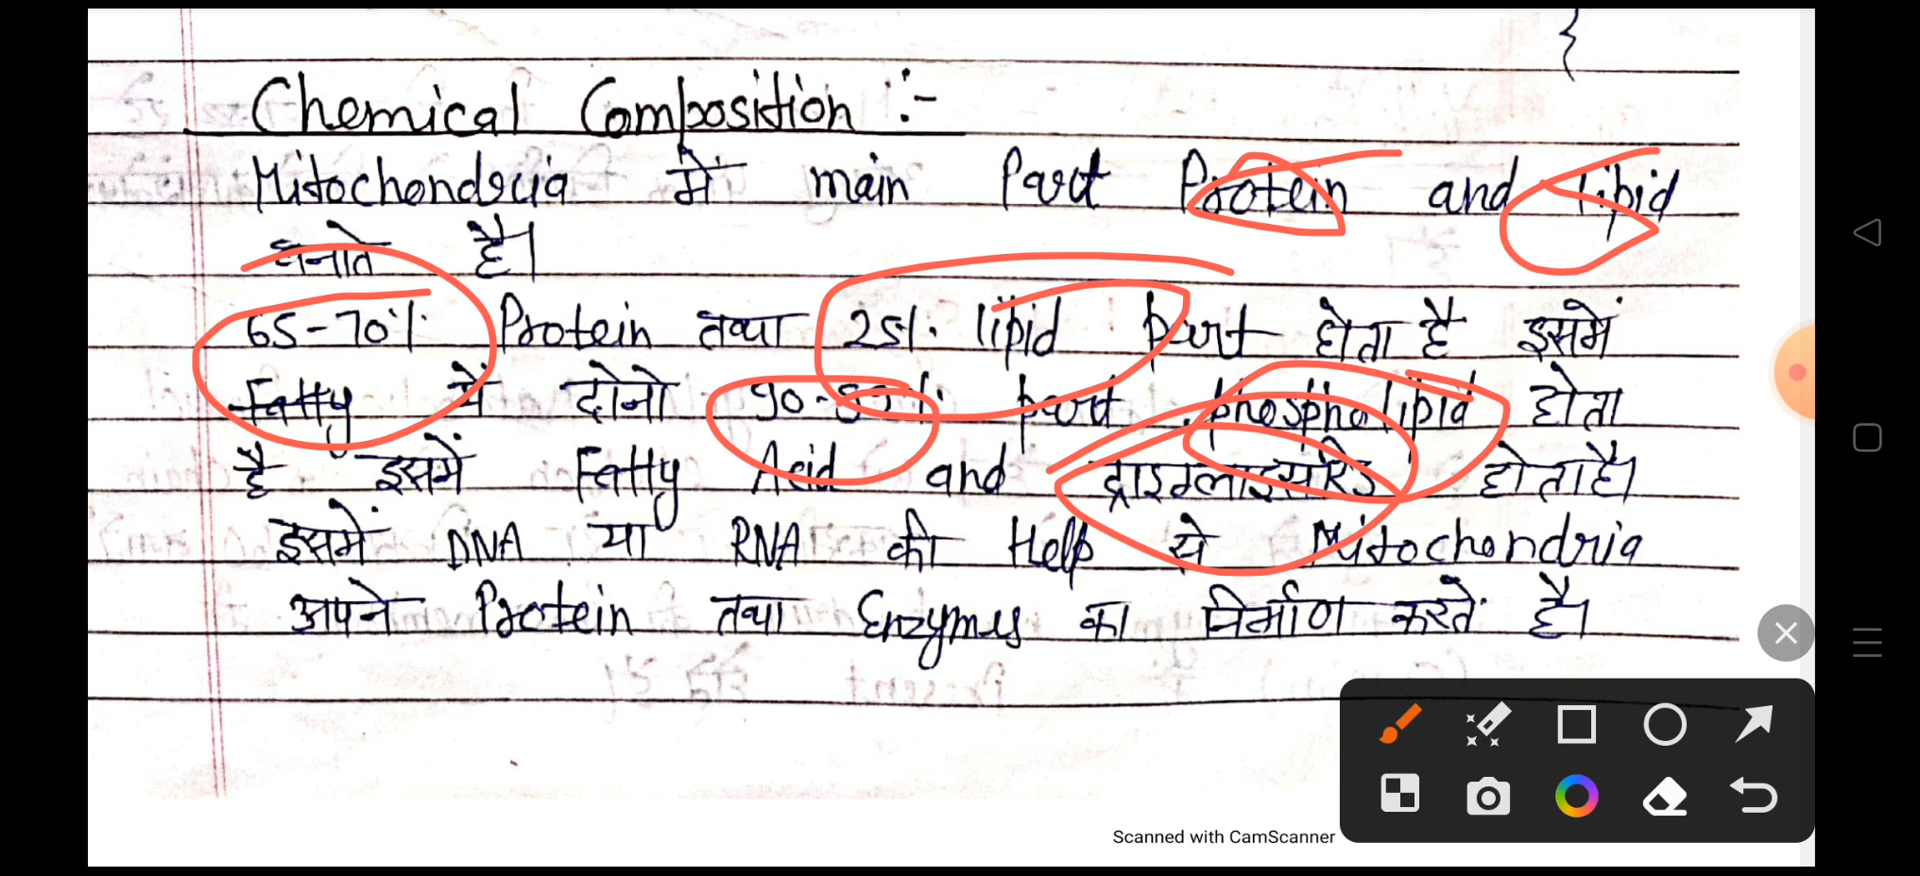 Chemical Composition :-
Mitochondria में main Part Protein and lipid
बनाते है।
65-70% Protein तथा 25% lipid Part होता है इसमें
Fatty में दोनो 90- part phospholipid होता
है इसमें Fatty Acid and ट्राइग्लाइसरिड होता है।
इसमें DNA या RNA की Help से Mitochondria
अपने Protein तथा Enzymes का निर्माण करते है।
Scanned with CamScanner